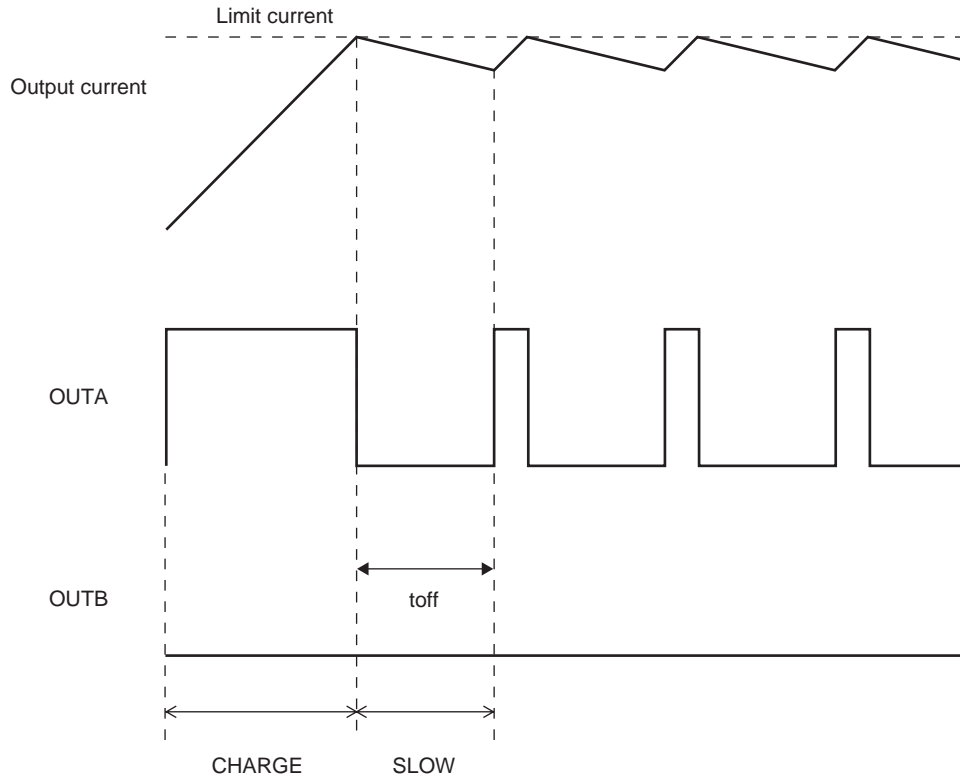 Limit current
Output current
OUTA
OUTB
toff
CHARGE
SLOW